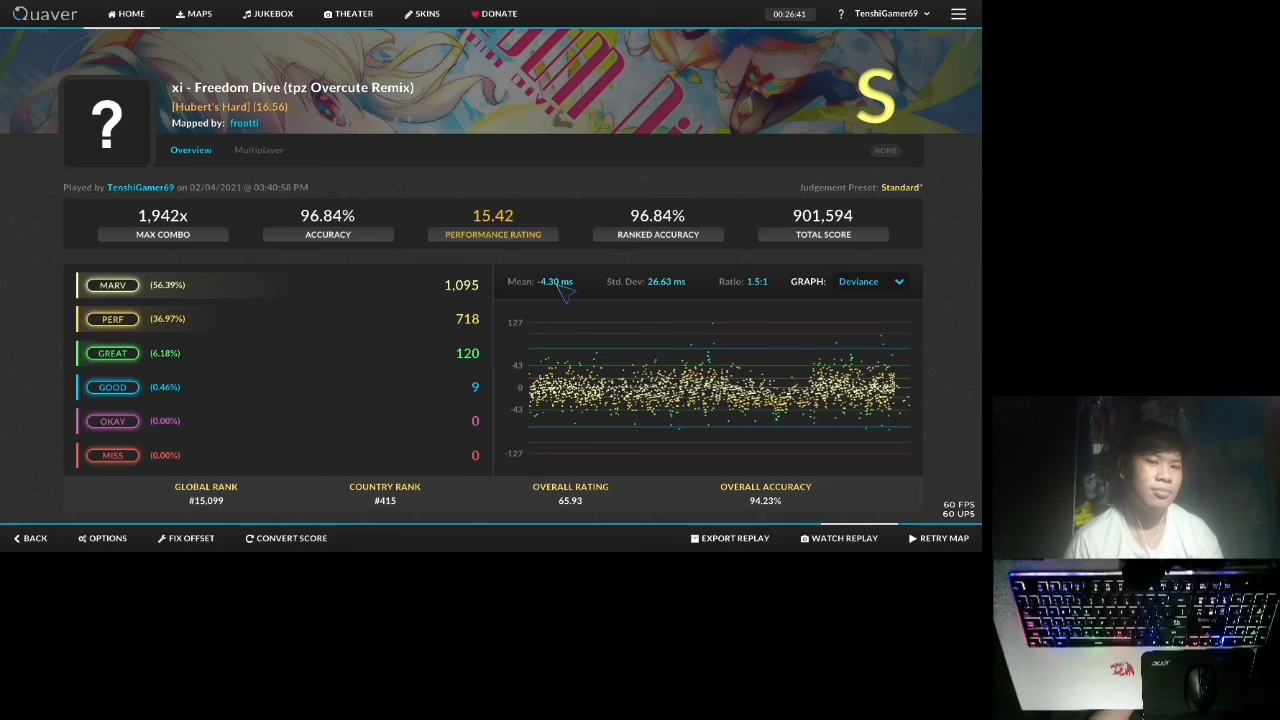 Quaver HOME MAPS JUKEBOX THEATER SKINS DONATE 00:26:41 ? TenshiGamer69
xi - Freedom Dive (tpz Overcute Remix)
[Hubert's Hard] (16.56)
Mapped by: frootti
S
?
Overview Multiplayer NONE
Played by TenshiGamer69 on 02/04/2021 @ 03:40:58 PM Judgement Preset: Standard*
1,942x 96.84% 15.42 96.84% 901,594
MAX COMBO ACCURACY PERFORMANCE RATING RANKED ACCURACY TOTAL SCORE
MARV (56.39%) 1,095
PERF (36.97%) 718
GREAT (6.18%) 120
GOOD (0.46%) 9
OKAY (0.00%) 0
MISS (0.00%) 0
Mean: -4.30 ms Std. Dev: 26.63 ms Ratio: 1.5:1 GRAPH: Deviance
127
43
0
-43
-127
GLOBAL RANK COUNTRY RANK OVERALL RATING OVERALL ACCURACY
#15,099 #415 65.93 94.23%
60 FPS
60 UPS
BACK OPTIONS FIX OFFSET CONVERT SCORE EXPORT REPLAY WATCH REPLAY RETRY MAP
acer